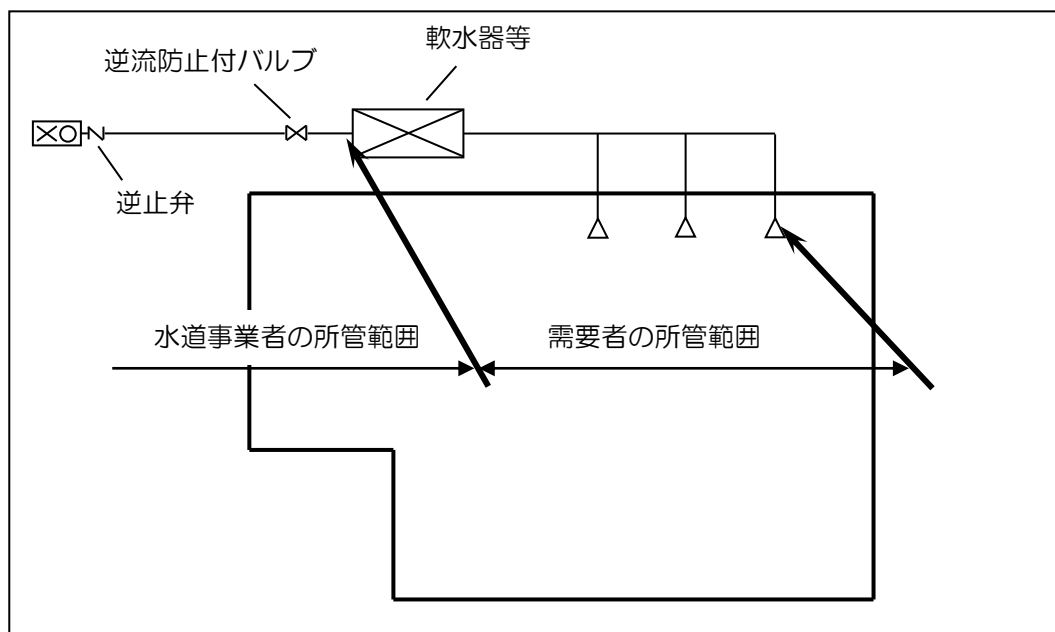 軟水器等
逆流防止付バルブ
逆止弁
水道事業者の所管範囲
需要者の所管範囲